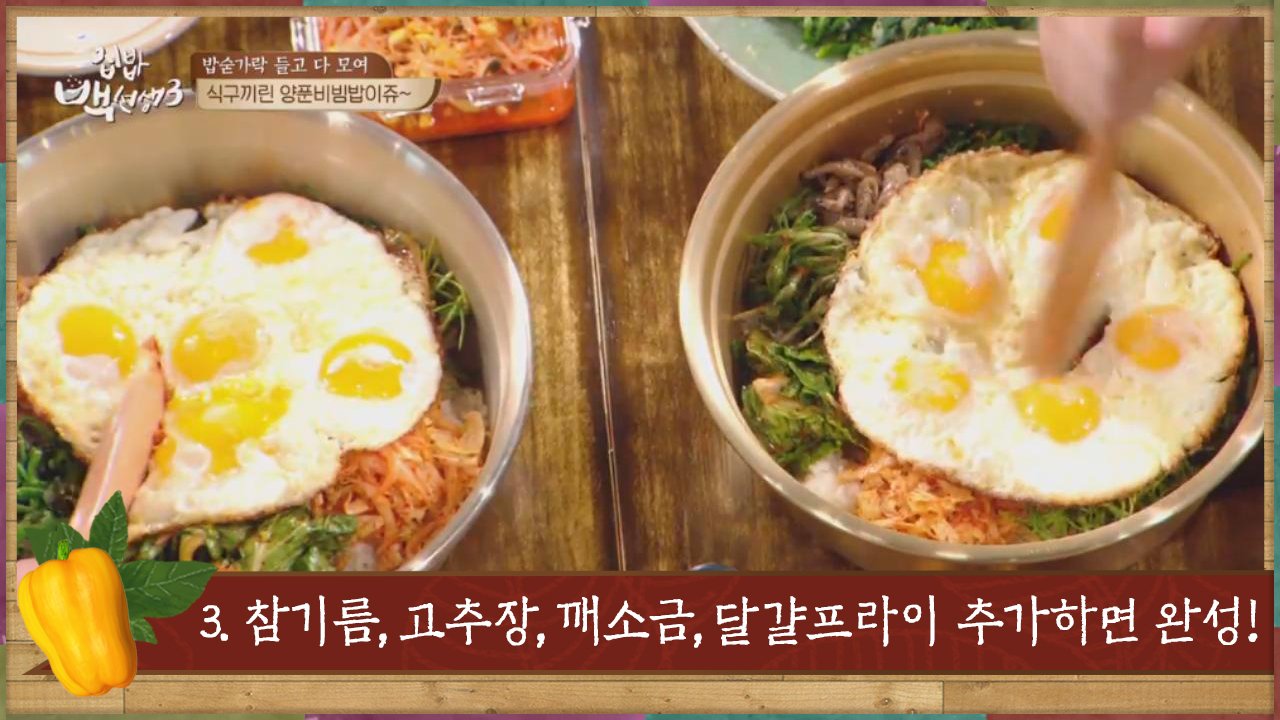 집밥
백선생3
밥숟가락 들고 다 모여
식구끼린 양푼비빔밥이쥬~
3. 참기름, 고추장, 깨소금, 달걀프라이 추가하면 완성!